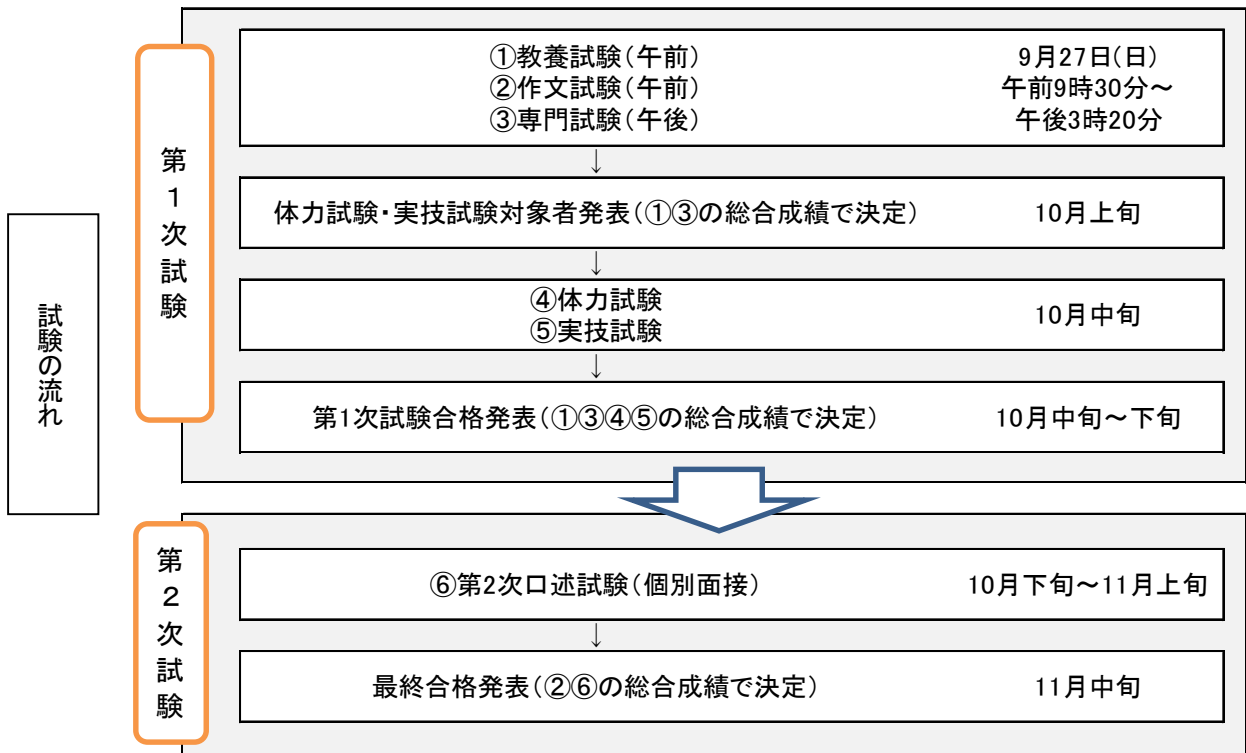 試験の流れ
第1次試験
①教養試験(午前) 9月27日(日)
②作文試験(午前) 午前9時30分～
③専門試験(午後) 午後3時20分
↓
体力試験・実技試験対象者発表(①③の総合成績で決定) 10月上旬
↓
④体力試験
⑤実技試験
10月中旬
↓
第1次試験合格発表(①③④⑤の総合成績で決定) 10月中旬～下旬
第2次試験
⑥第2次口述試験(個別面接) 10月下旬～11月上旬
↓
最終合格発表(②⑥の総合成績で決定) 11月中旬